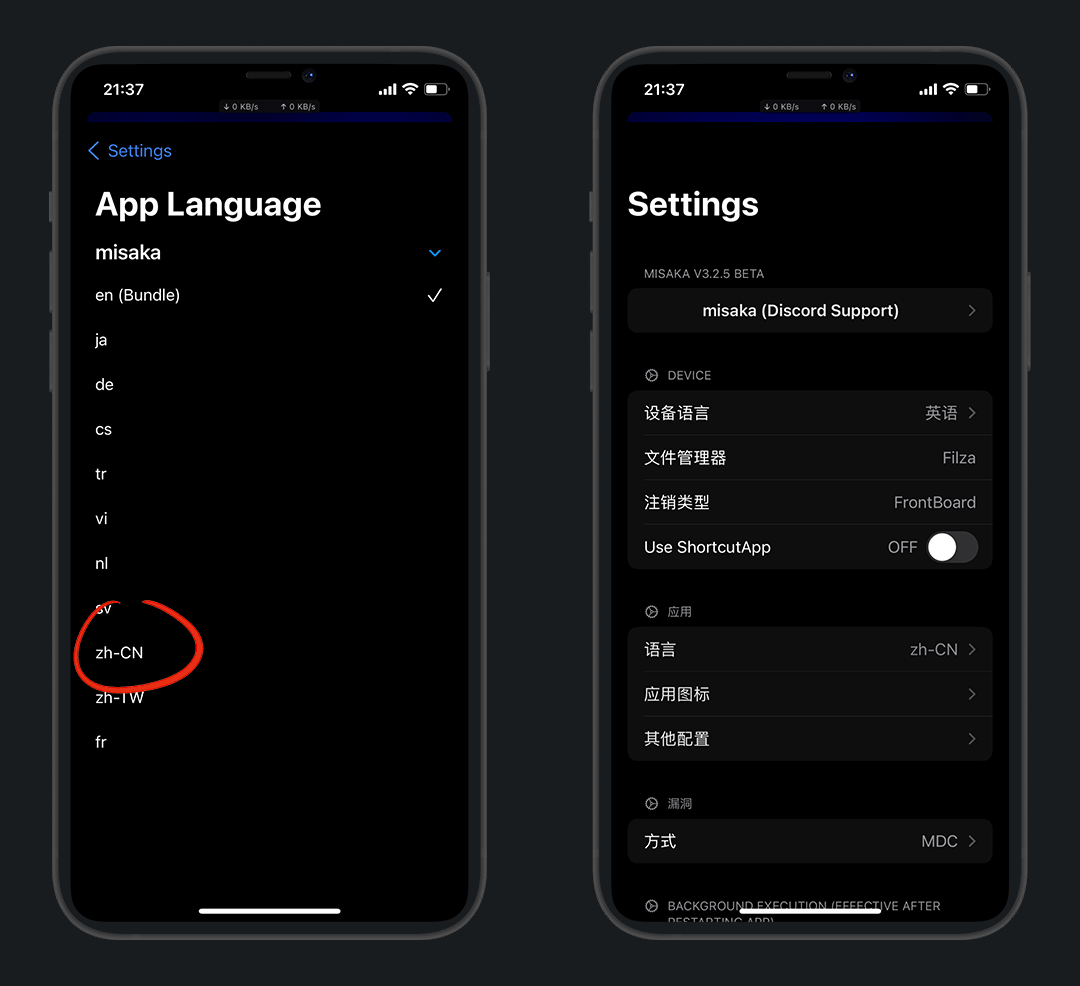 21:37
↓ 0 KB/s ↑ 0 KB/s
Settings
App Language
misaka
en (Bundle)
ja
de
cs
tr
vi
nl
sv
zh-CN
zh-TW
fr
21:37
↓ 0 KB/s ↑ 0 KB/s
Settings
MISAKA V3.2.5 BETA
misaka (Discord Support)
DEVICE
设备语言 英语
文件管理器 Filza
注销类型 FrontBoard
Use ShortcutApp OFF
应用
语言 zh-CN
应用图标
其他配置
漏洞
方式 MDC
BACKGROUND EXECUTION (EFFECTIVE AFTER
RESTARTING APP)